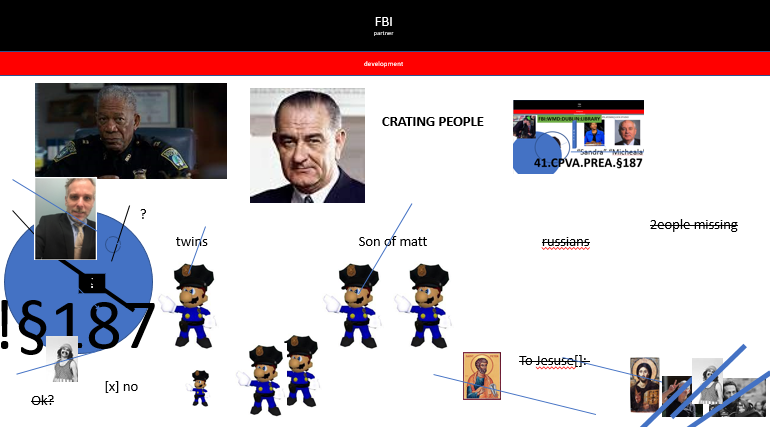 FBI
partner
development
CRATING PEOPLE
FBI:WMD:DUBLIN.LIBRARY
"Sandra" "Micheala"
41.CPVA.PREA.§187
?
2eople missing
twins
Son of matt
russians
!§187
To Jesuse[]:.
[x] no
Ok?